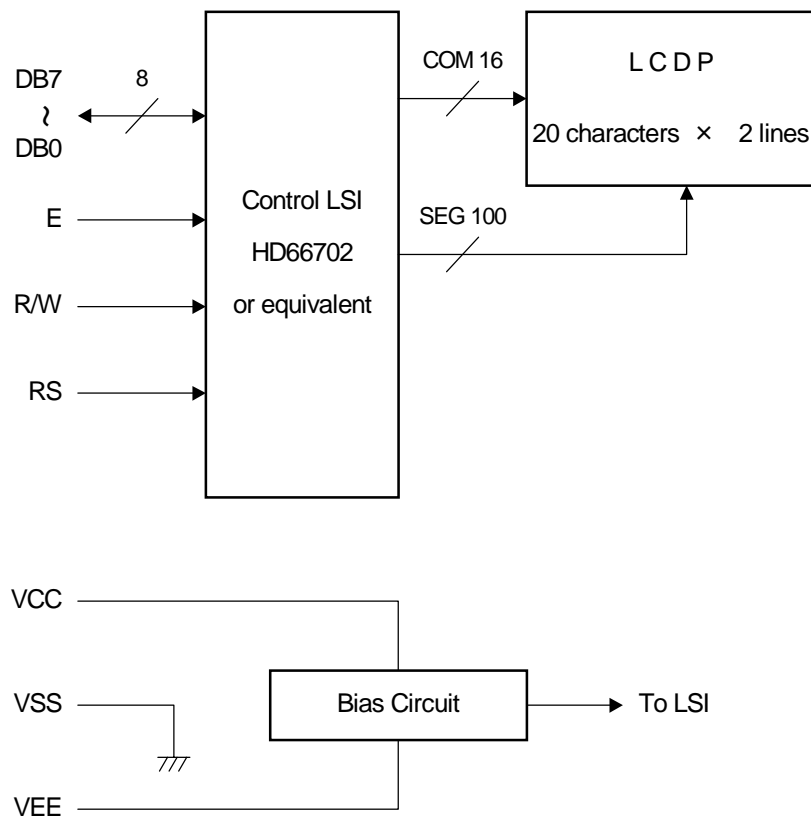 DB7
~
DB0
8
E
R/W
RS
Control LSI
HD66702
or equivalent
COM 16
SEG 100
LCDP
20 characters × 2 lines
VCC
VSS
VEE
Bias Circuit
To LSI